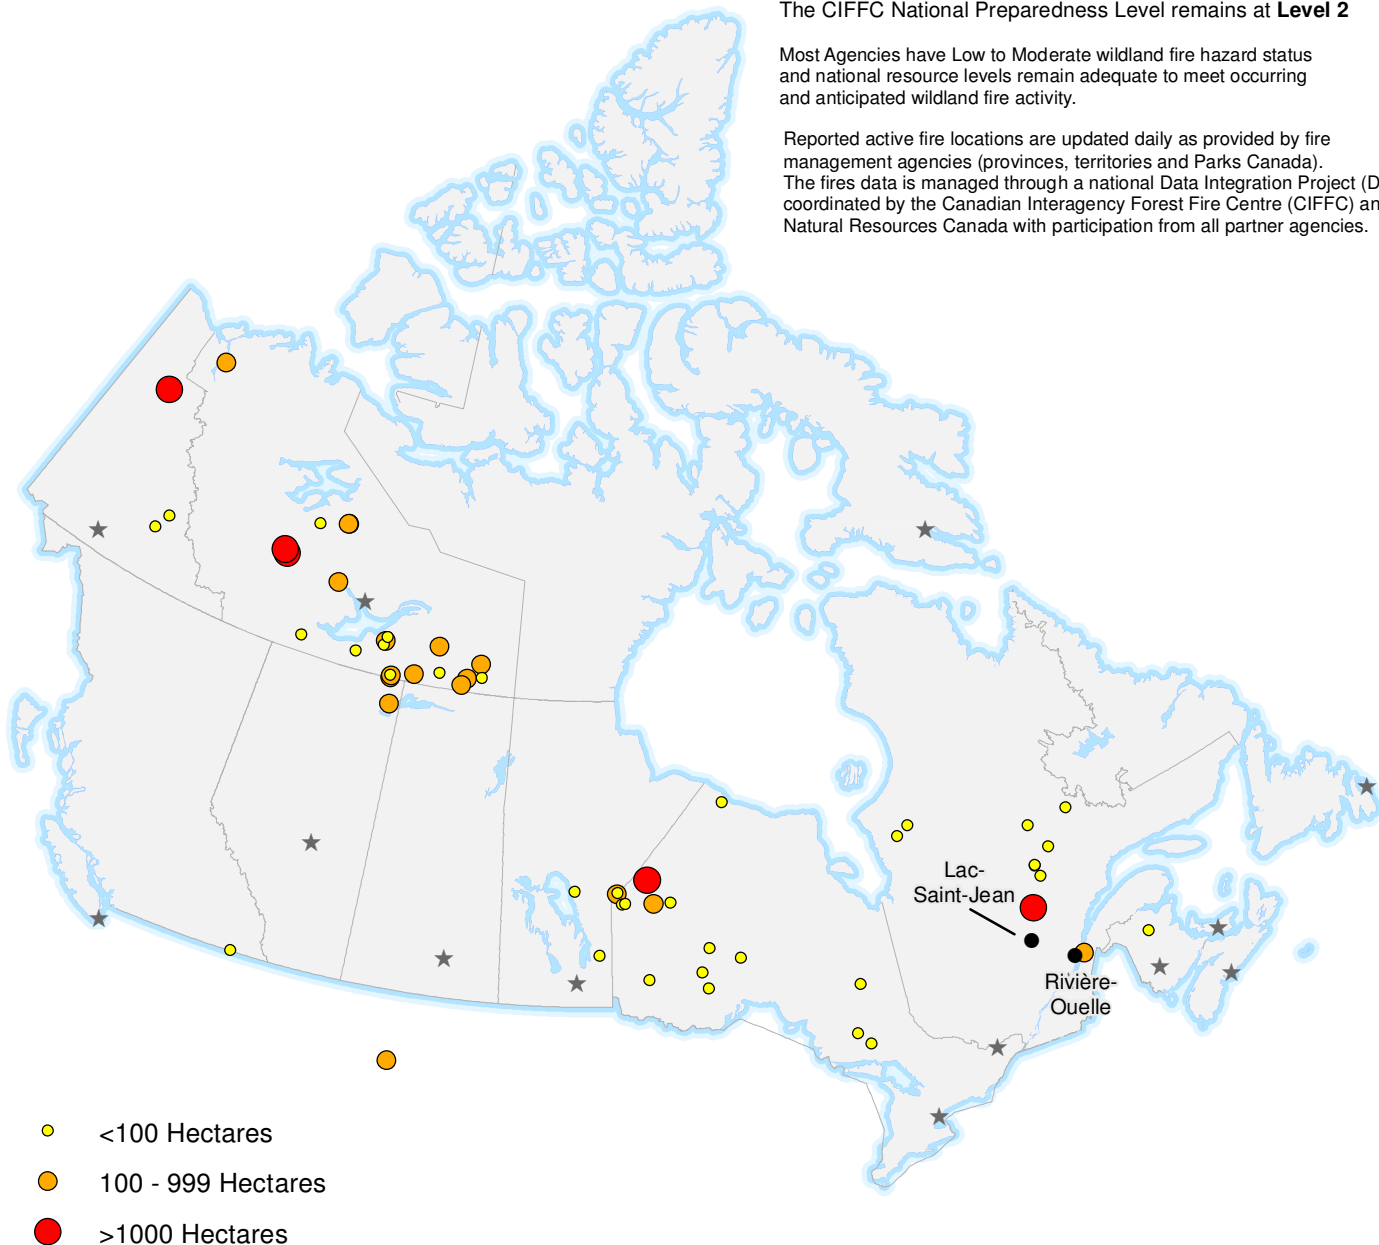 The CIFFC National Preparedness Level remains at Level 2
Most Agencies have Low to Moderate wildland fire hazard status
and national resource levels remain adequate to meet occurring
and anticipated wildland fire activity.
Reported active fire locations are updated daily as provided by fire
management agencies (provinces, territories and Parks Canada).
The fires data is managed through a national Data Integration Project (D
coordinated by the Canadian Interagency Forest Fire Centre (CIFFC) an
Natural Resources Canada with participation from all partner agencies.
Lac-
Saint-Jean
Rivière-
Ouelle
<100 Hectares
100 - 999 Hectares
>1000 Hectares